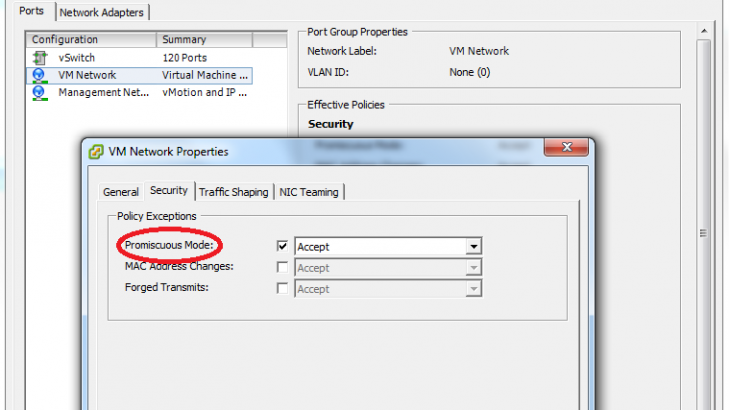 Ports Network Adapters
Configuration Summary
vSwitch 120 Ports
VM Network Virtual Machine ...
Management Net... vMotion and IP ...
Port Group Properties
Network Label: VM Network
VLAN ID: None (0)
Effective Policies
Security
VM Network Properties
General Security Traffic Shaping NIC Teaming
Policy Exceptions
Promiscuous Mode: Accept
MAC Address Changes: Accept
Forged Transmits: Accept